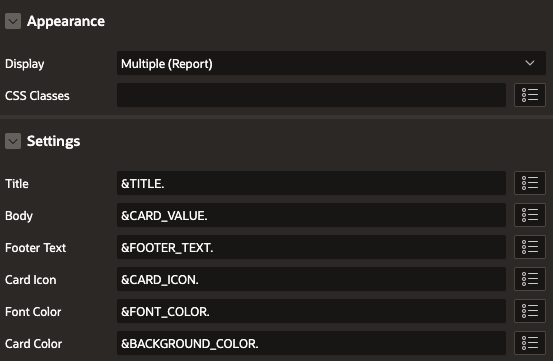 Appearance
Display Multiple (Report)
CSS Classes
Settings
Title &TITLE.
Body &CARD_VALUE.
Footer Text &FOOTER_TEXT.
Card Icon &CARD_ICON.
Font Color &FONT_COLOR.
Card Color &BACKGROUND_COLOR.